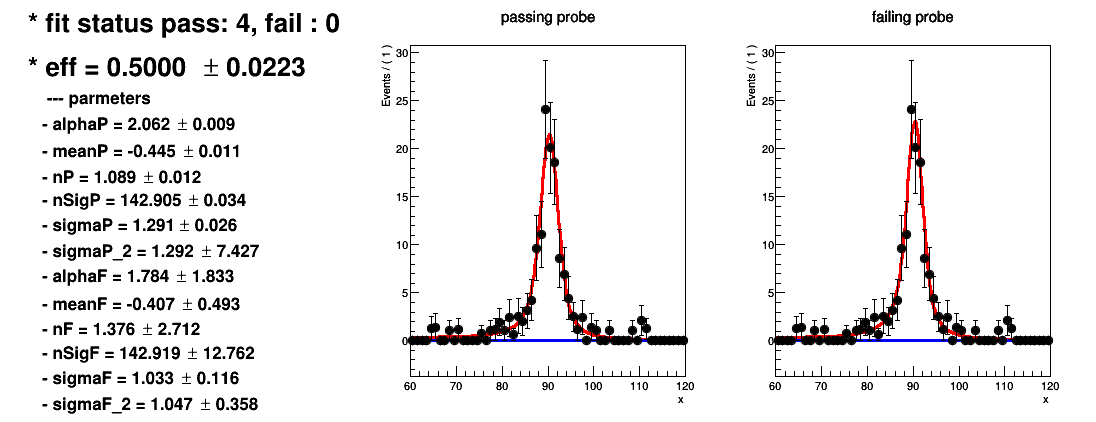 * fit status pass: 4, fail : 0
* eff = 0.5000 ± 0.0223
--- parmeters
- alphaP = 2.062 ± 0.009
- meanP = -0.445 ± 0.011
- nP = 1.089 ± 0.012
- nSigP = 142.905 ± 0.034
- sigmaP = 1.291 ± 0.026
- sigmaP_2 = 1.292 ± 7.427
- alphaF = 1.784 ± 1.833
- meanF = -0.407 ± 0.493
- nF = 1.376 ± 2.712
- nSigF = 142.919 ± 12.762
- sigmaF = 1.033 ± 0.116
- sigmaF_2 = 1.047 ± 0.358
passing probe
Events / ( 1 )
30
25
20
15
10
5
0
60 70 80 90 100 110 120
x
failing probe
Events / ( 1 )
30
25
20
15
10
5
0
60 70 80 90 100 110 120
x